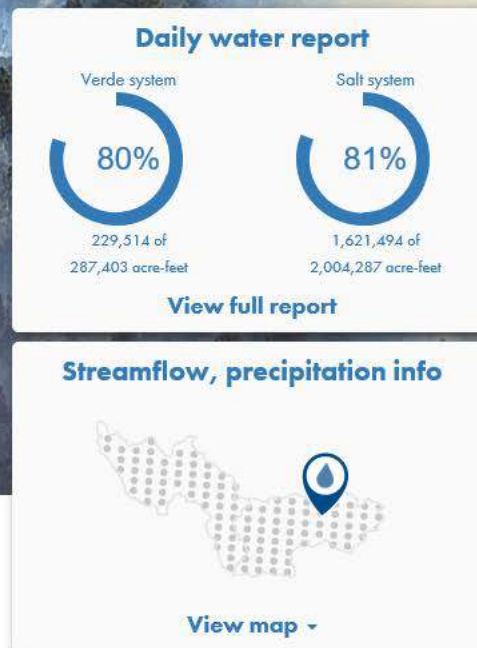 Daily water report
Verde system
Salt system
80%
81%
229,514 of
287,403 acre-feet
1,621,494 of
2,004,287 acre-feet
View full report
Streamflow, precipitation info
View map